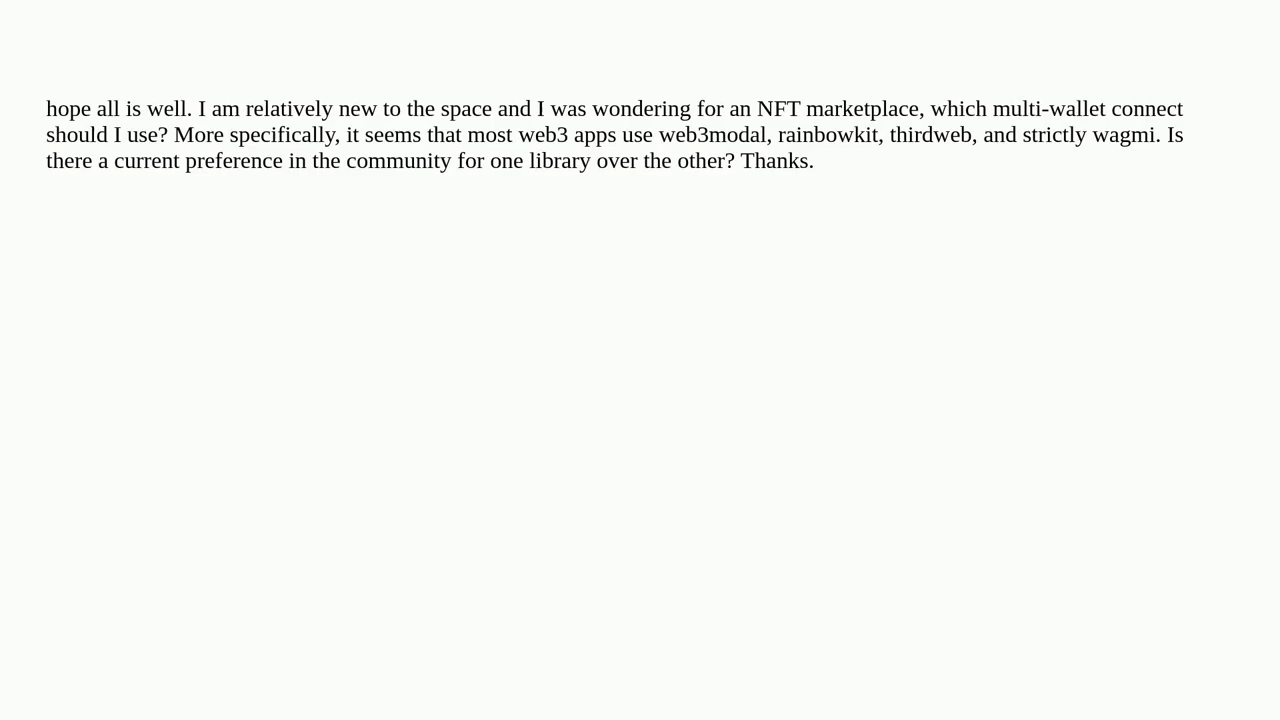 hope all is well. I am relatively new to the space and I was wondering for an NFT marketplace, which multi-wallet connect
should I use? More specifically, it seems that most web3 apps use web3modal, rainbowkit, thirdweb, and strictly wagmi. Is
there a current preference in the community for one library over the other? Thanks.